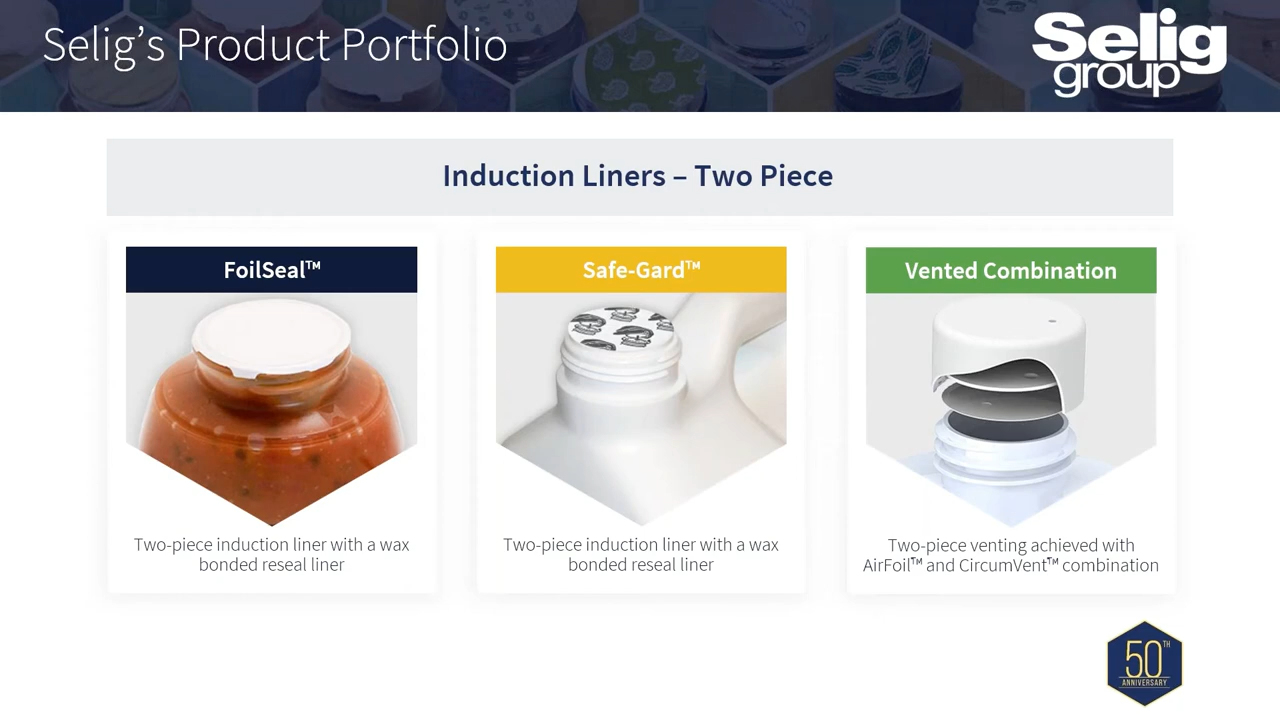 Selig's Product Portfolio
Selig
group
Induction Liners – Two Piece
FoilSeal™
Safe-Gard™
Vented Combination
Two-piece induction liner with a wax
bonded reseal liner
Two-piece induction liner with a wax
bonded reseal liner
Two-piece venting achieved with
AirFoil™ and CircumVent™ combination
50TH
ANNIVERSARY